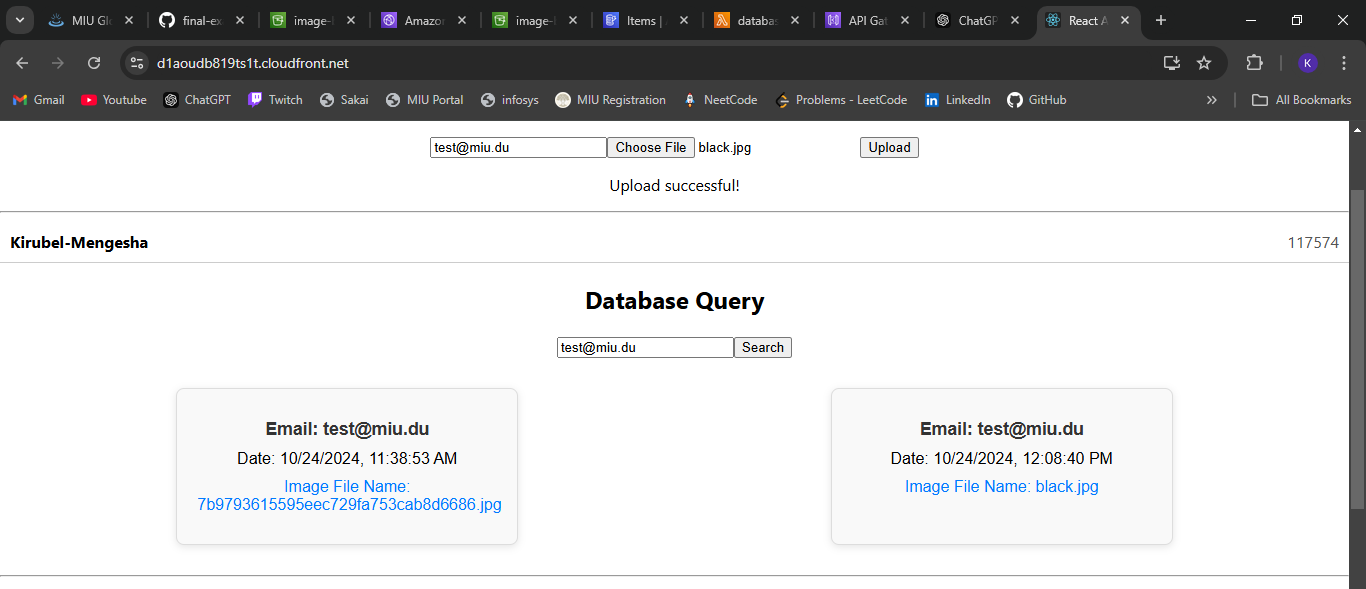 MIU Gl
final-ex
image-
Amazor
image-
Items |
databas
API Gat
ChatGP
React A
d1aoudb819ts1t.cloudfront.net
K
Gmail
Youtube
ChatGPT
Twitch
Sakai
MIU Portal
infosys
MIU Registration
NeetCode
Problems - LeetCode
LinkedIn
GitHub
All Bookmarks
test@miu.du Choose File black.jpg Upload
Upload successful!
Kirubel-Mengesha 117574
Database Query
test@miu.du Search
Email: test@miu.du
Date: 10/24/2024, 11:38:53 AM
Image File Name:
7b9793615595eec729fa753cab8d6686.jpg
Email: test@miu.du
Date: 10/24/2024, 12:08:40 PM
Image File Name: black.jpg